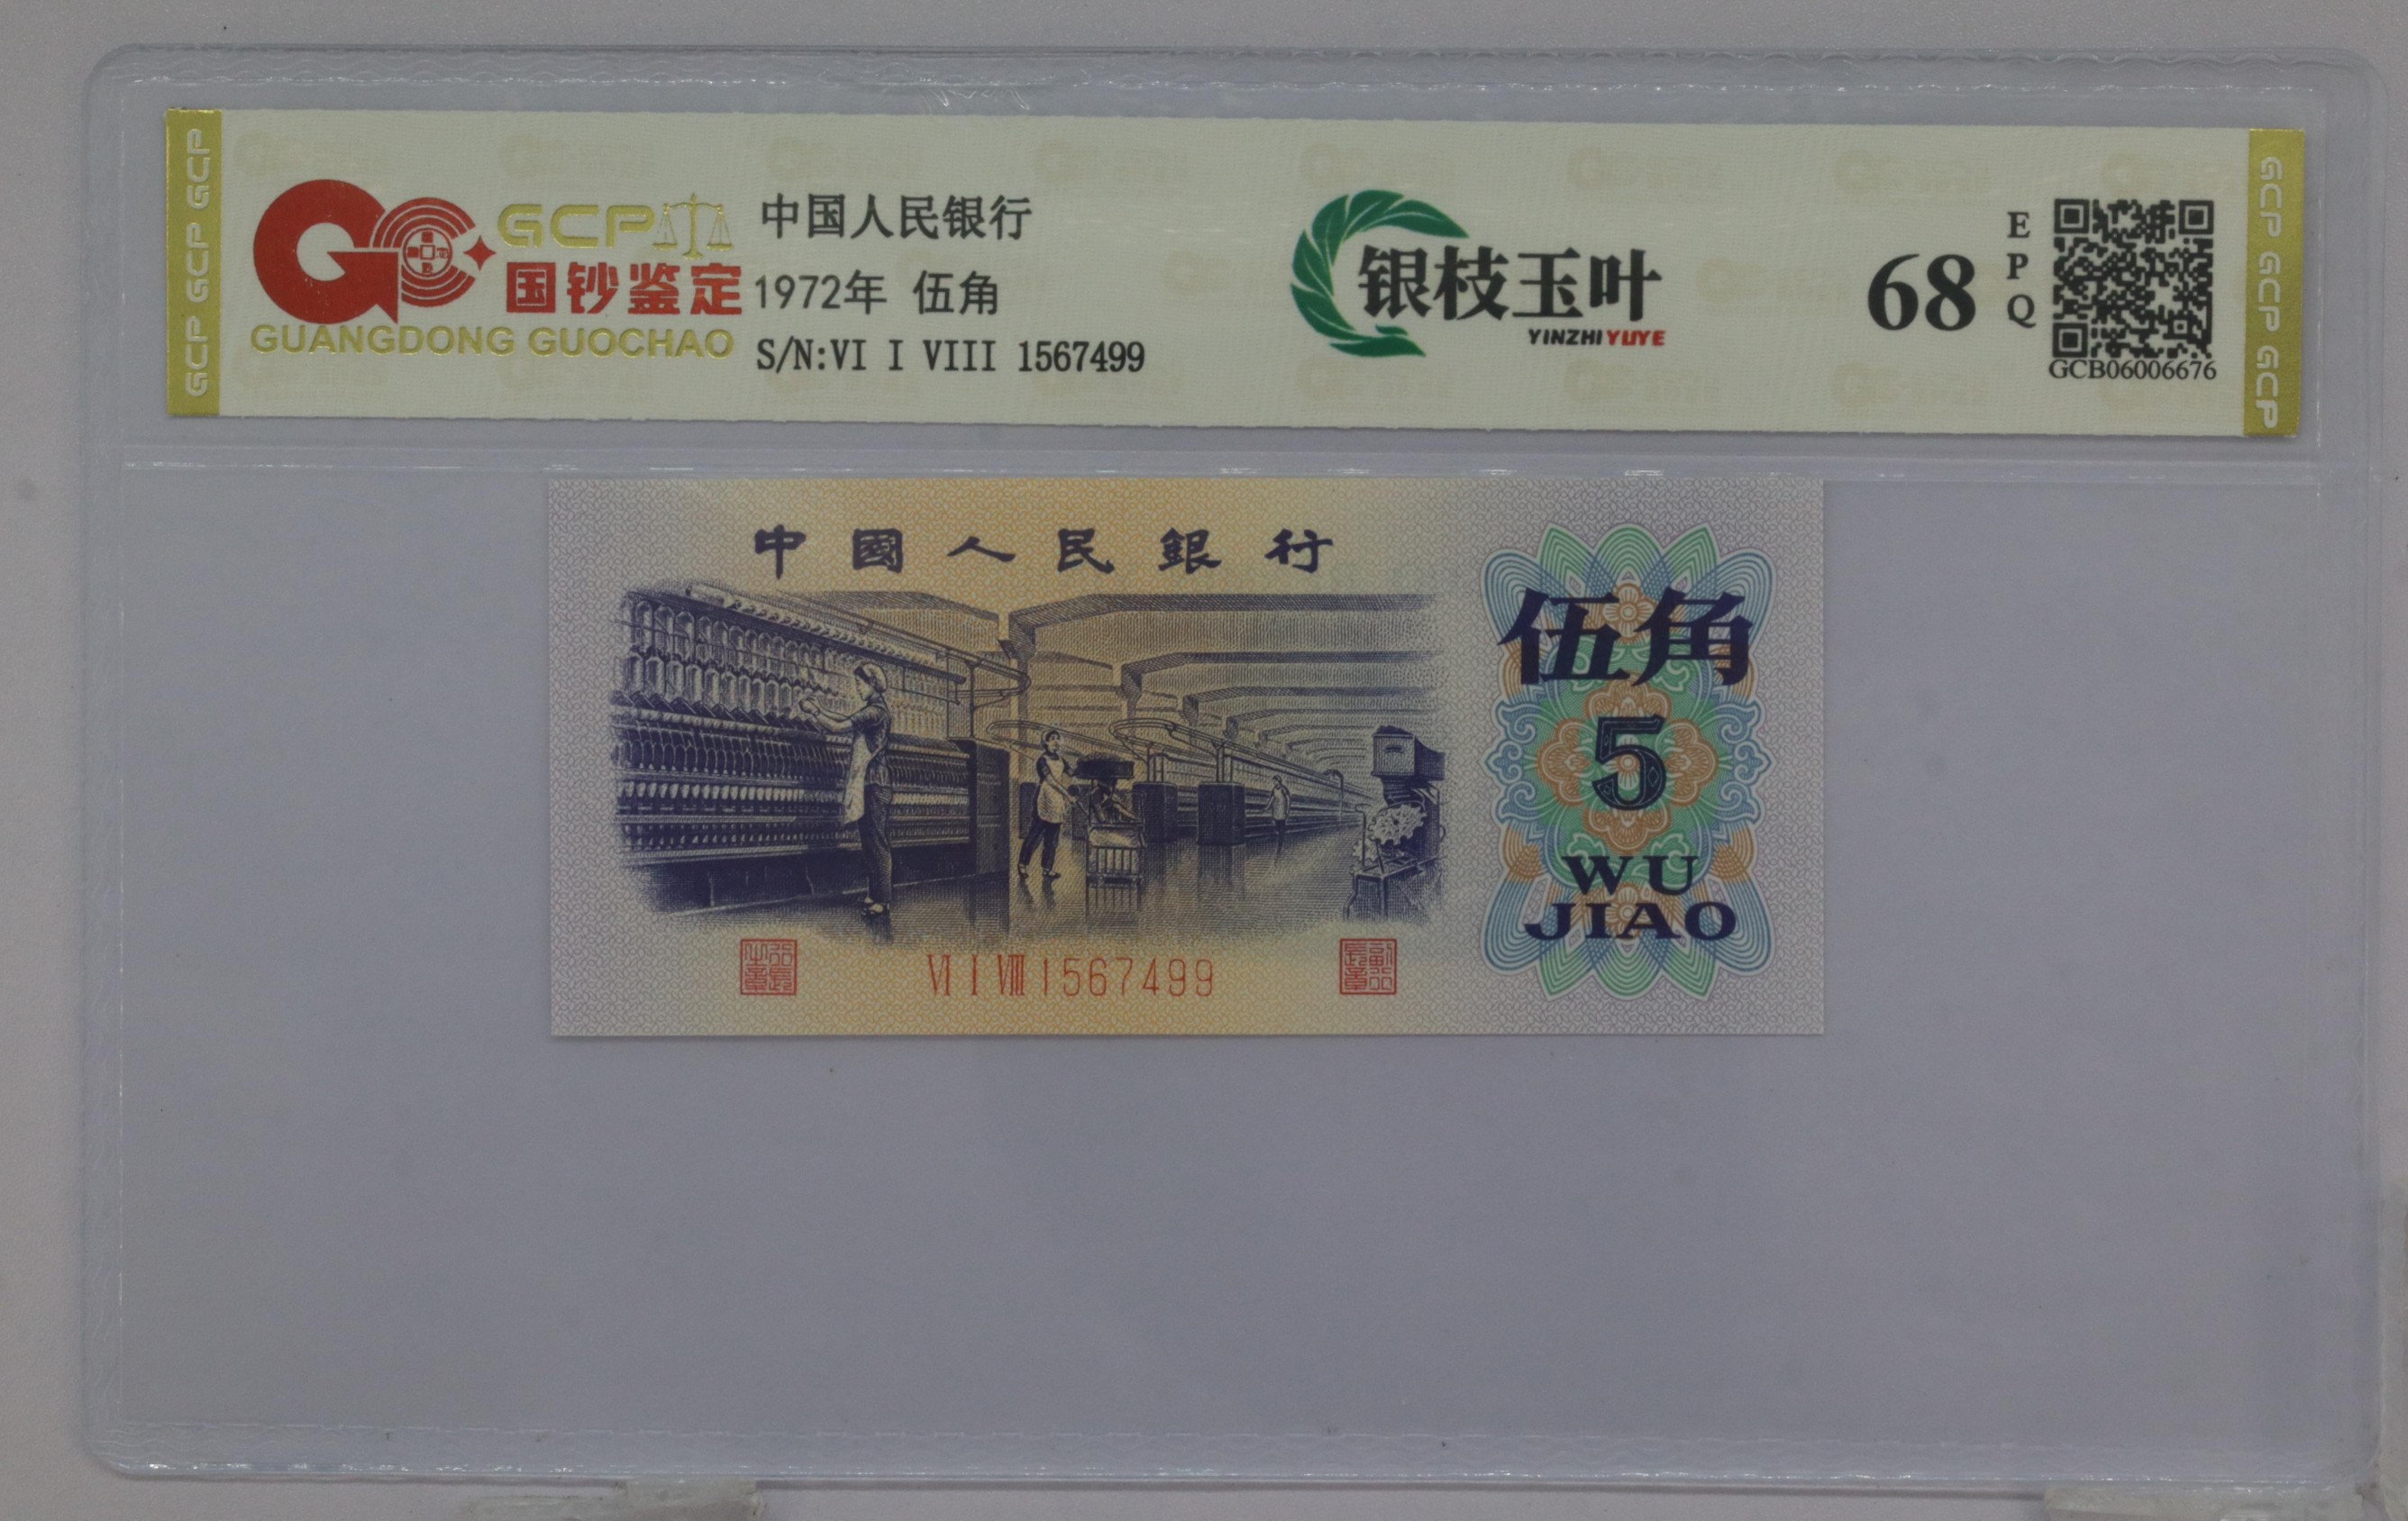 GCP GCP GCP
GCP
国钞鉴定
GUANGDONG GUOCHAO
中国人民银行
1972年 伍角
S/N:VI I VIII 1567499
银枝玉叶
YINZHI YUYE
68
EPQ
GCB06006676
GCP GCP GCP
中國人民銀行
伍角
5
WU
JIAO
VI I VIII 1567499